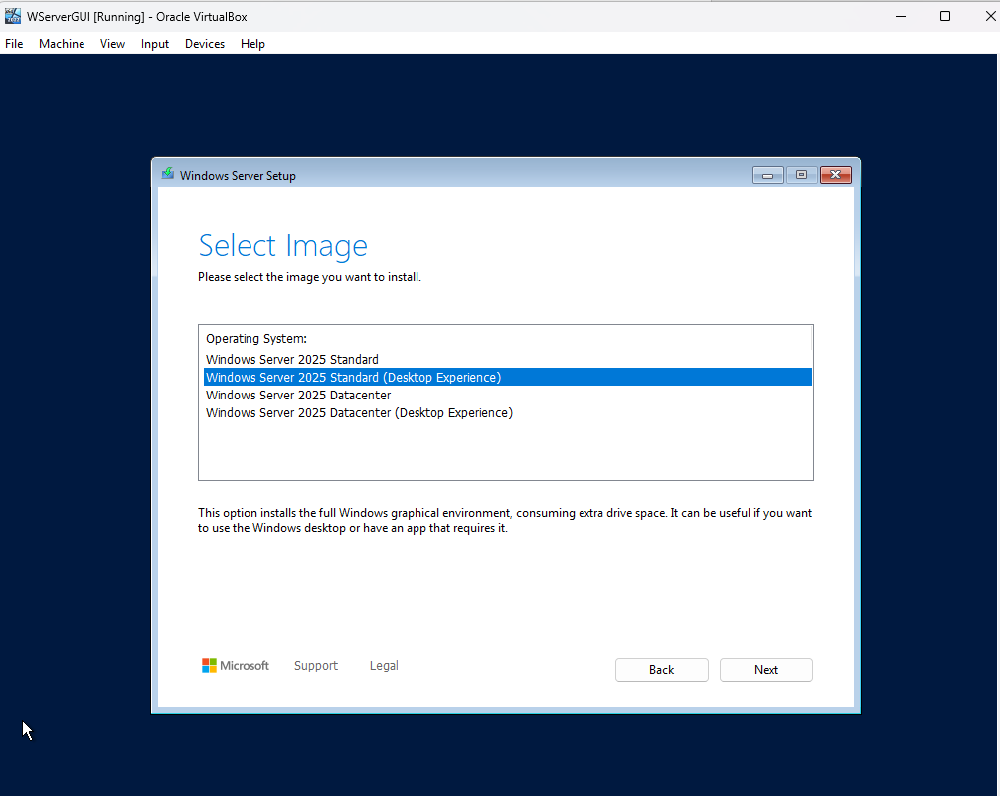 WServerGUI [Running] - Oracle VirtualBox
File Machine View Input Devices Help
Windows Server Setup
Select Image
Please select the image you want to install.
Operating System:
Windows Server 2025 Standard
Windows Server 2025 Standard (Desktop Experience)
Windows Server 2025 Datacenter
Windows Server 2025 Datacenter (Desktop Experience)
This option installs the full Windows graphical environment, consuming extra drive space. It can be useful if you want
to use the Windows desktop or have an app that requires it.
Microsoft Support Legal
Back Next